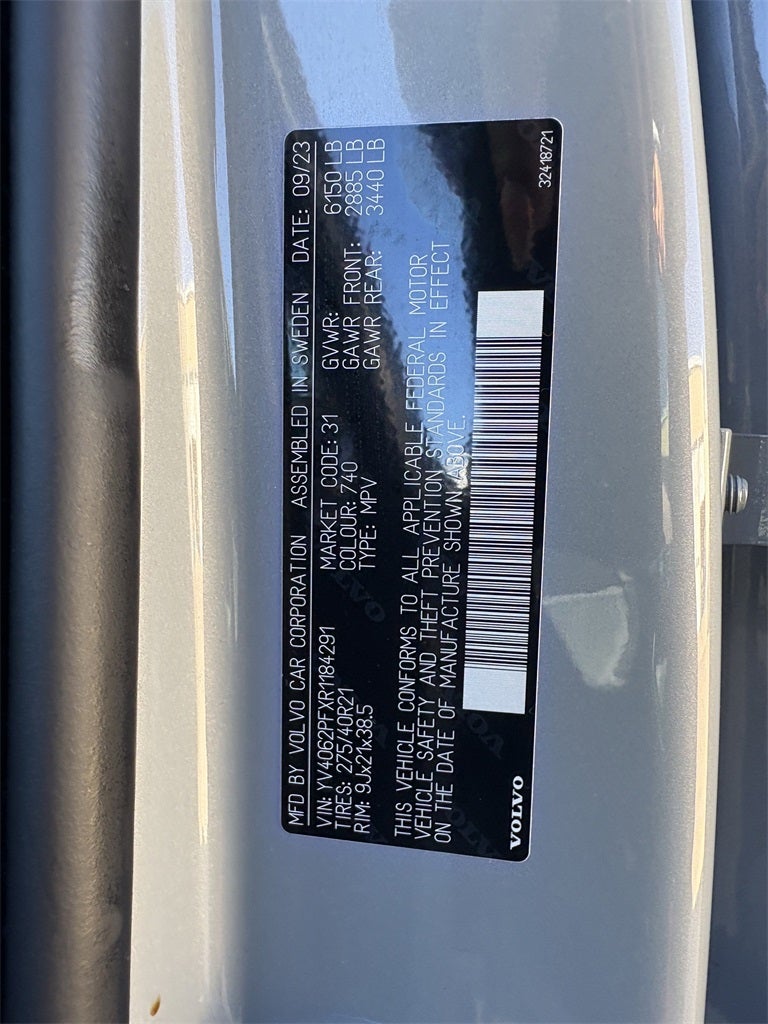 MFD BY VOLVO CAR CORPORATION ASSEMBLED IN SWEDEN DATE: 09/23
VIN: YV4062PFXR1184291 MARKET CODE: 31 GVWR: 6150 LB
TIRES: 275/40R21 COLOUR: 740 GAWR FRONT: 2885 LB
RIM: 9Jx21x38.5 TYPE: MPV GAWR REAR: 3440 LB
THIS VEHICLE CONFORMS TO ALL APPLICABLE FEDERAL MOTOR
VEHICLE SAFETY AND THEFT PREVENTION STANDARDS IN EFFECT
ON THE DATE OF MANUFACTURE SHOWN ABOVE.
VOLVO 32418721